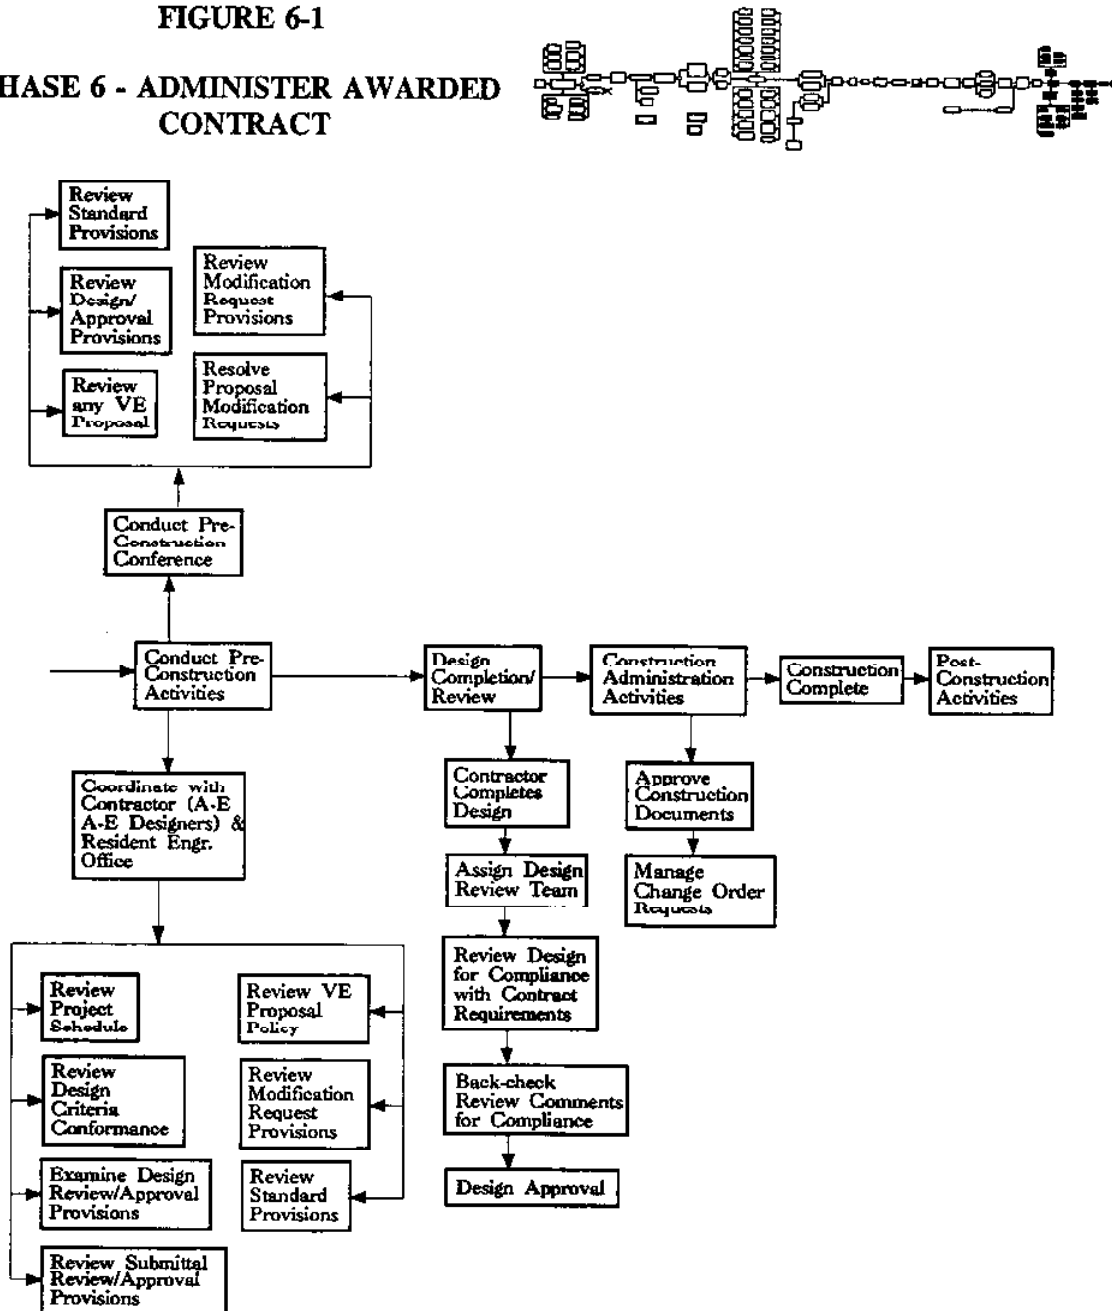 FIGURE 6-1
HASE 6 - ADMINISTER AWARDED
CONTRACT
Review
Standard
Provisions
Review
Design/
Approval
Provisions
Review
any VE
Proposal
Review
Modification
Request
Provisions
Resolve
Proposal
Modification
Requests
Conduct Pre-
Construction
Conference
Conduct Pre-
Construction
Activities
Design
Completion/
Review
Construction
Administration
Activities
Construction
Complete
Post-
Construction
Activities
Coordinate with
Contractor (A-E
A-E Designers) &
Resident Engr.
Office
Contractor
Completes
Design
Approve
Construction
Documents
Assign Design
Review Team
Manage
Change Order
Requests
Review Design
for Compliance
with Contract
Requirements
Back-check
Review Comments
for Compliance
Design Approval
Review
Project
Schedule
Review
Design
Criteria
Conformance
Examine Design
Review/Approval
Provisions
Review Submittal
Review/Approval
Provisions
Review VE
Proposal
Policy
Review
Modification
Request
Provisions
Review
Standard
Provisions